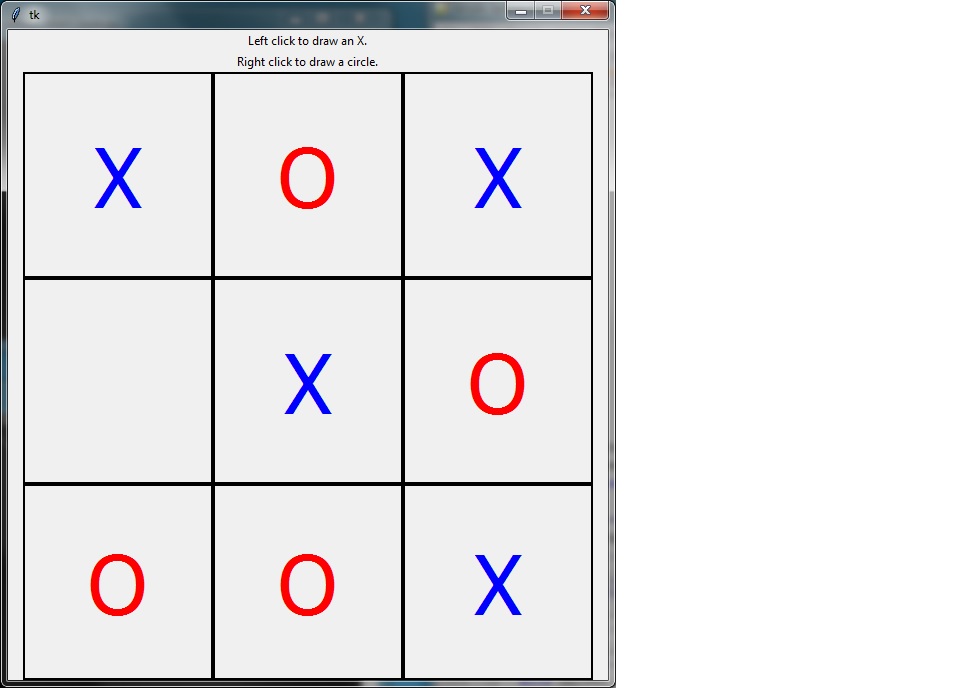 tk
Left click to draw an X.
Right click to draw a circle.
X O X
X O
O O X